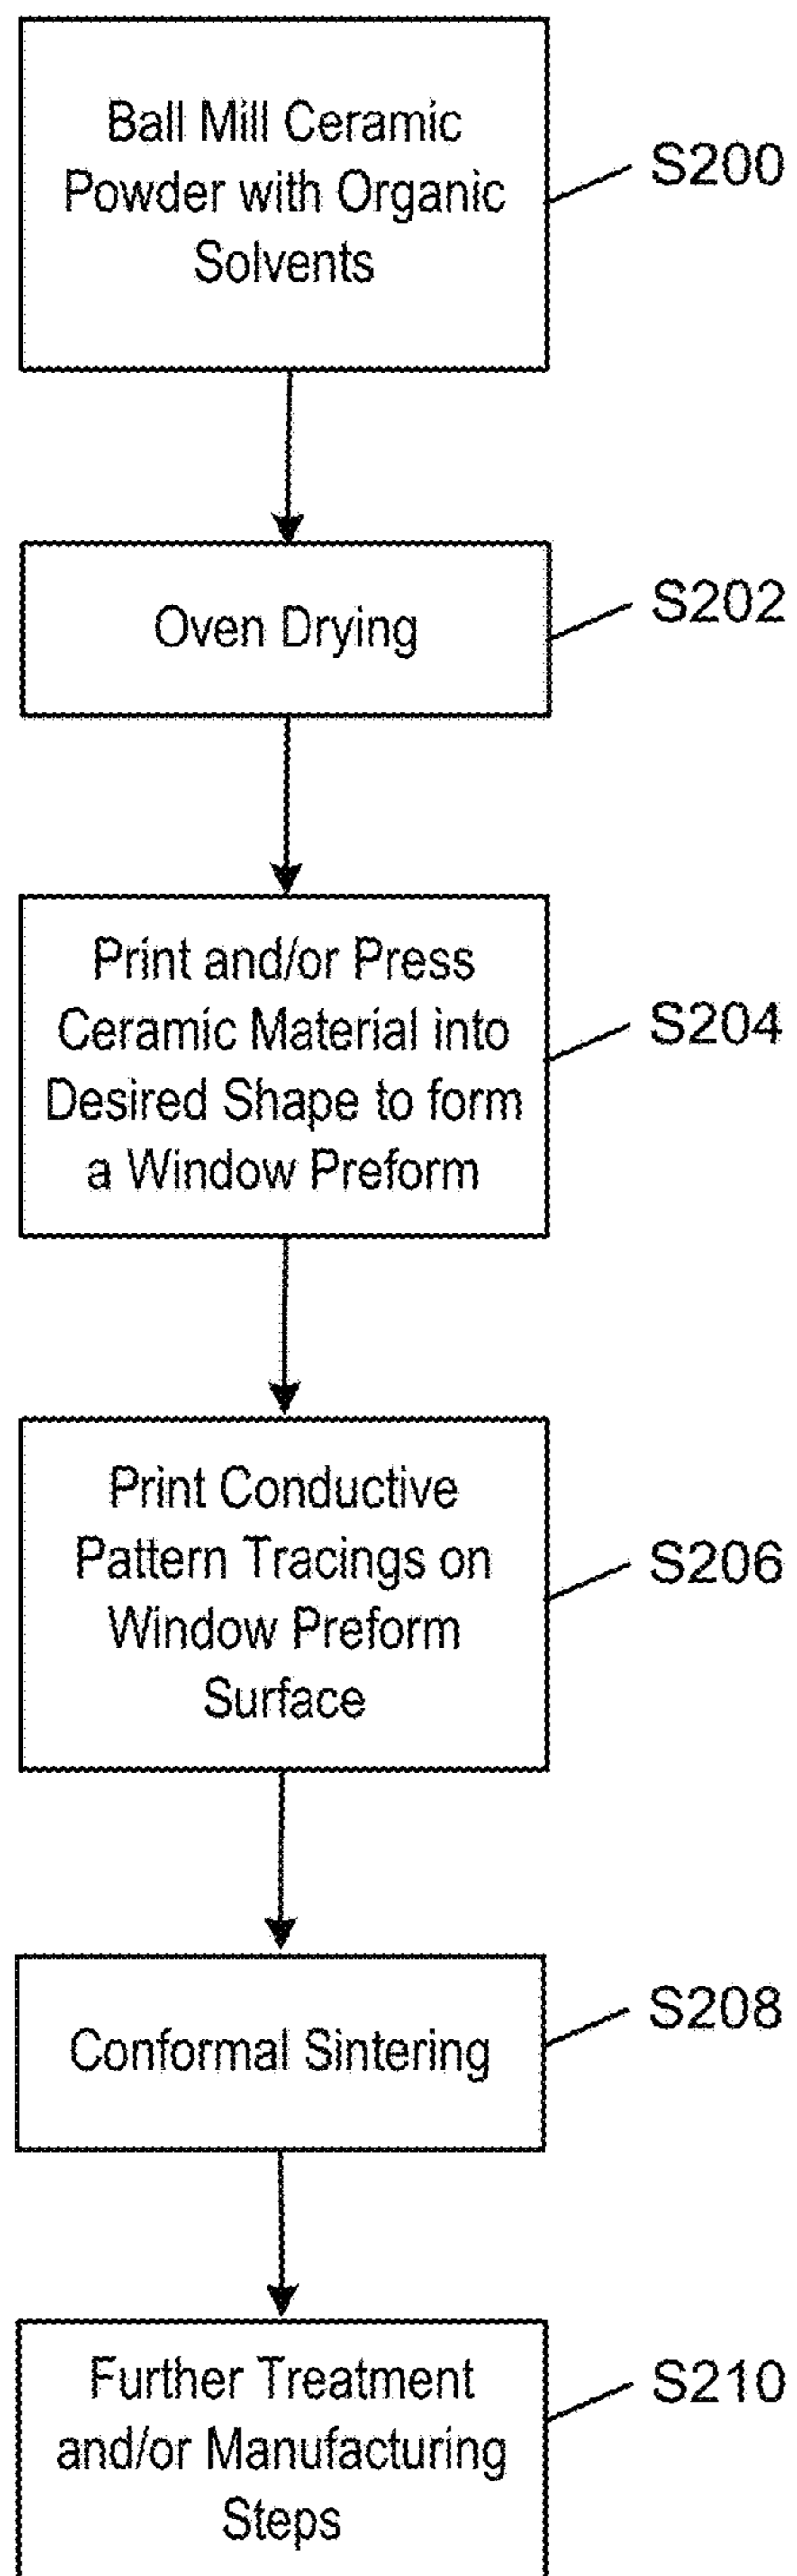 Ball Mill Ceramic
Powder with Organic
Solvents
S200
Oven Drying
S202
Print and/or Press
Ceramic Material into
Desired Shape to form
a Window Preform
S204
Print Conductive
Pattern Tracings on
Window Preform
Surface
S206
Conformal Sintering
S208
Further Treatment
and/or Manufacturing
Steps
S210